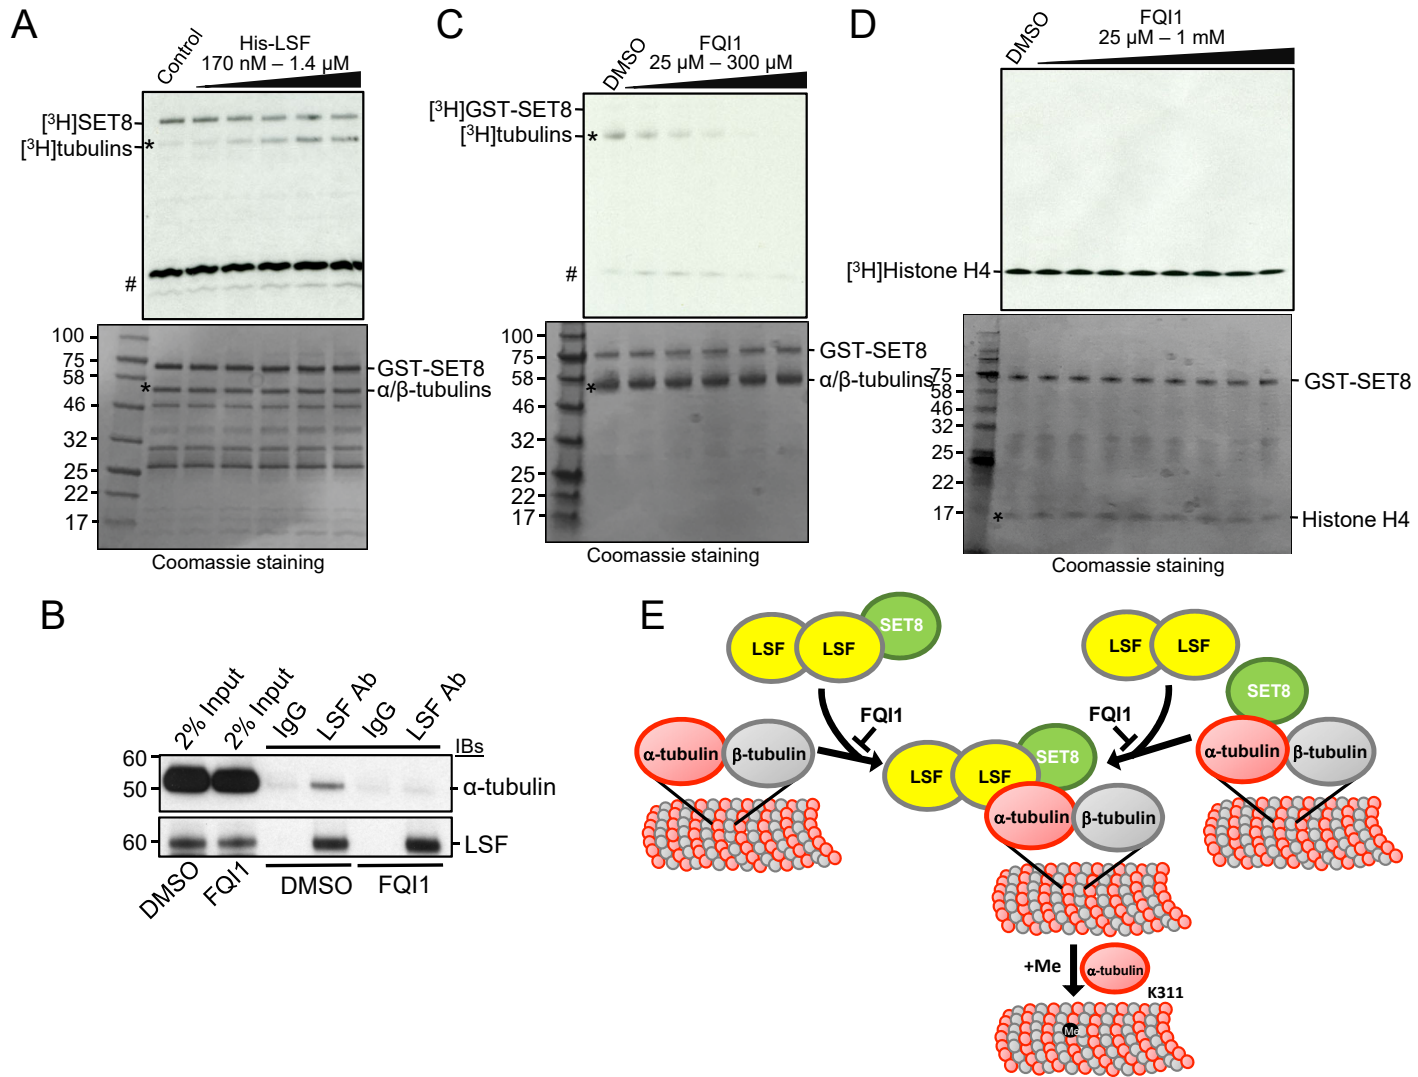 A
Control
His-LSF
170 nM – 1.4 µM
[³H]SET8
[³H]tubulins
*
#
100
75
58
46
32
25
22
17
*
GST-SET8
α/β-tubulins
Coomassie staining
C
DMSO
FQI1
25 µM – 300 µM
[³H]GST-SET8
[³H]tubulins
*
#
100
75
58
46
32
25
22
17
*
GST-SET8
α/β-tubulins
Coomassie staining
D
DMSO
FQI1
25 µM – 1 mM
[³H]Histone H4
75
58
46
32
25
22
17
*
GST-SET8
Histone H4
Coomassie staining
B
2% Input
2% Input
IgG
LSF Ab
IgG
LSF Ab
IBs
60
50
α-tubulin
60
LSF
DMSO
FQI1
DMSO
FQI1
E
LSF
LSF
SET8
FQI1
α-tubulin
β-tubulin
LSF
LSF
SET8
α-tubulin
β-tubulin
LSF
LSF
SET8
FQI1
α-tubulin
β-tubulin
+Me
α-tubulin
K311
Me